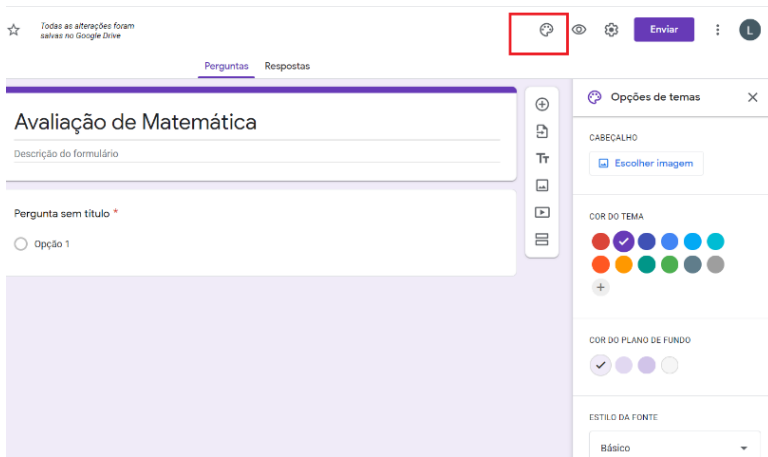 Todas as alterações foram
salvas no Google Drive
Enviar
L
Perguntas Respostas
Avaliação de Matemática
Descrição do formulário
Pergunta sem título *
Opção 1
Tт
Opções de temas
CABEÇALHO
Escolher imagem
COR DO TEMA
COR DO PLANO DE FUNDO
ESTILO DA FONTE
Básico